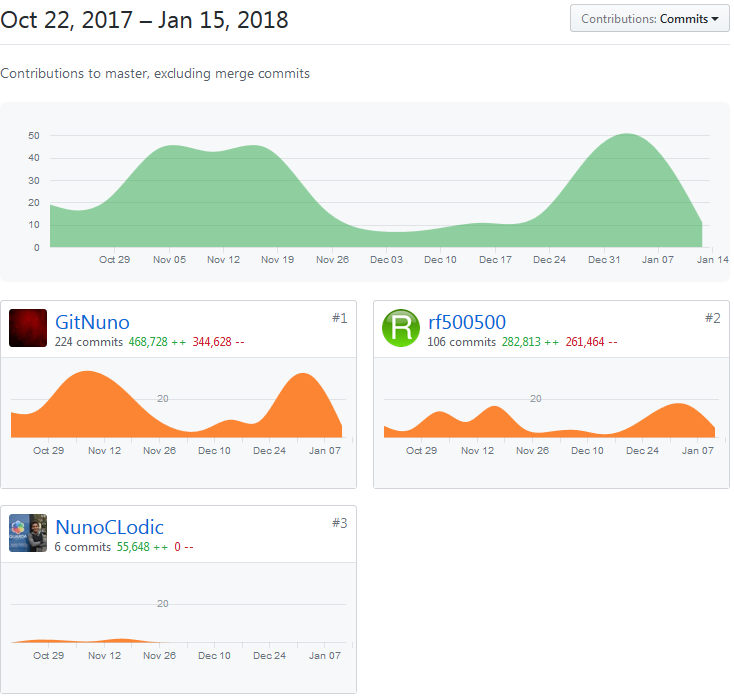 Oct 22, 2017 – Jan 15, 2018
Contributions: Commits
Contributions to master, excluding merge commits
50
40
30
20
10
0
Oct 29 Nov 05 Nov 12 Nov 19 Nov 26 Dec 03 Dec 10 Dec 17 Dec 24 Dec 31 Jan 07 Jan 14
GitNuno #1
224 commits 468,728 ++ 344,628 --
20
Oct 29 Nov 12 Nov 26 Dec 10 Dec 24 Jan 07
rf500500 #2
106 commits 282,813 ++ 261,464 --
20
Oct 29 Nov 12 Nov 26 Dec 10 Dec 24 Jan 07
NunoCLodic #3
6 commits 55,648 ++ 0 --
20
Oct 29 Nov 12 Nov 26 Dec 10 Dec 24 Jan 07